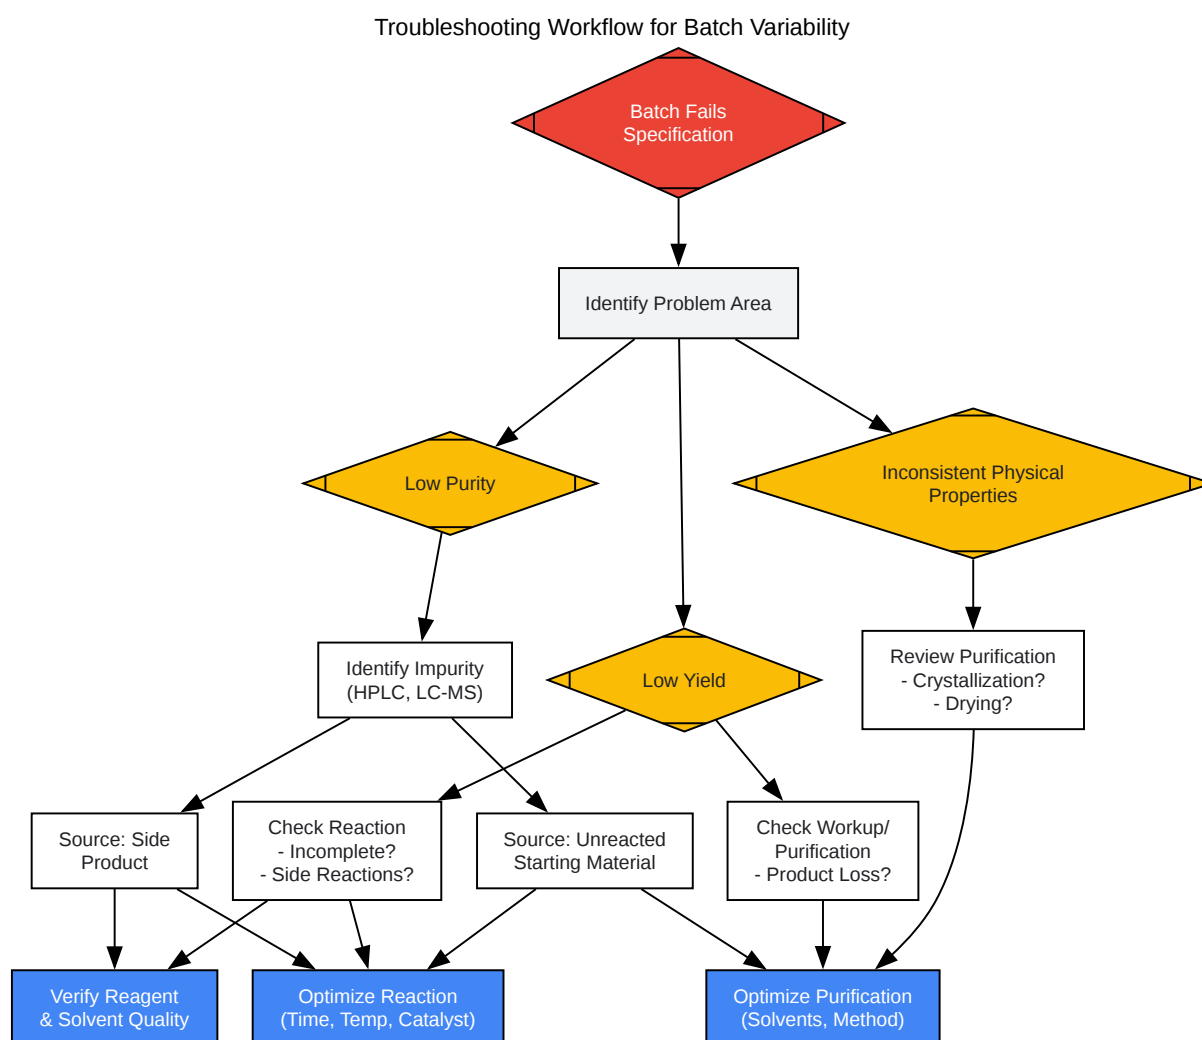 Troubleshooting Workflow for Batch Variability
Batch Fails
Specification
Identify Problem Area
Low Purity
Inconsistent Physical
Properties
Identify Impurity
(HPLC, LC-MS)
Low Yield
Review Purification
- Crystallization?
- Drying?
Source: Side
Product
Check Reaction
- Incomplete?
- Side Reactions?
Source: Unreacted
Starting Material
Check Workup/
Purification
- Product Loss?
Verify Reagent
& Solvent Quality
Optimize Reaction
(Time, Temp, Catalyst)
Optimize Purification
(Solvents, Method)